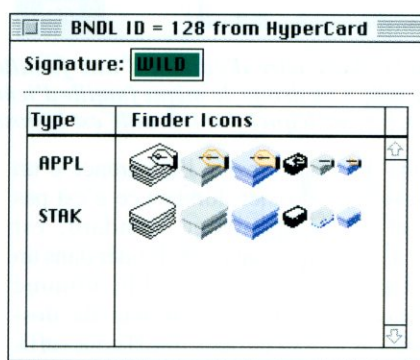 BNDL ID = 128 from HyperCard
Signature: WILD
Type Finder Icons
APPL
STAK